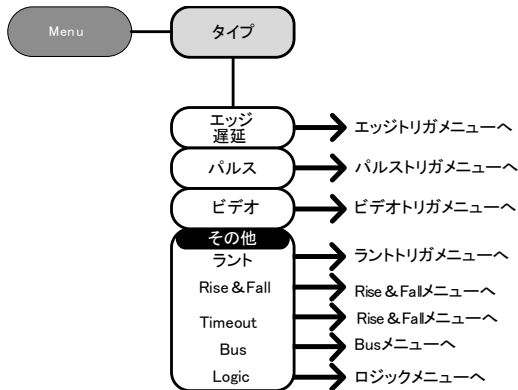 Menu
タイプ
エッジ
遅延
エッジトリガメニューへ
パルス
パルストリガメニューへ
ビデオ
ビデオトリガメニューへ
その他
ラント
ラントトリガメニューへ
Rise＆Fall
Rise＆Fallメニューへ
Timeout
Rise＆Fallメニューへ
Bus
Busメニューへ
Logic
ロジックメニューへ